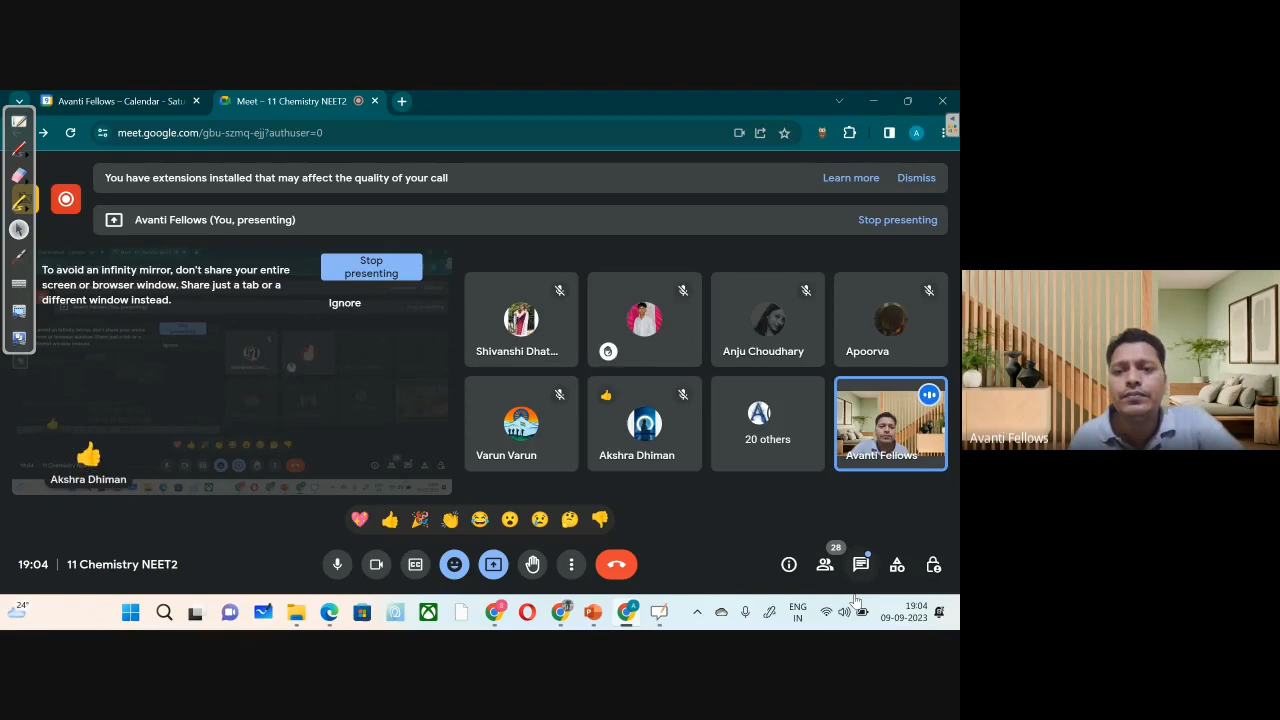 Avanti Fellows – Calendar - Satu
Meet – 11 Chemistry NEET2
meet.google.com/gbu-szmq-ejj?authuser=0
A
You have extensions installed that may affect the quality of your call
Learn more
Dismiss
Avanti Fellows (You, presenting)
Stop presenting
To avoid an infinity mirror, don't share your entire
screen or browser window. Share just a tab or a
different window instead.
Stop
presenting
Ignore
Shivanshi Dhat...
Anju Choudhary
Apoorva
Varun Varun
Akshra Dhiman
20 others
Avanti Fellows
Akshra Dhiman
Avanti Fellows
19:04
11 Chemistry NEET2
28
24°
ENG
IN
19:04
09-09-2023